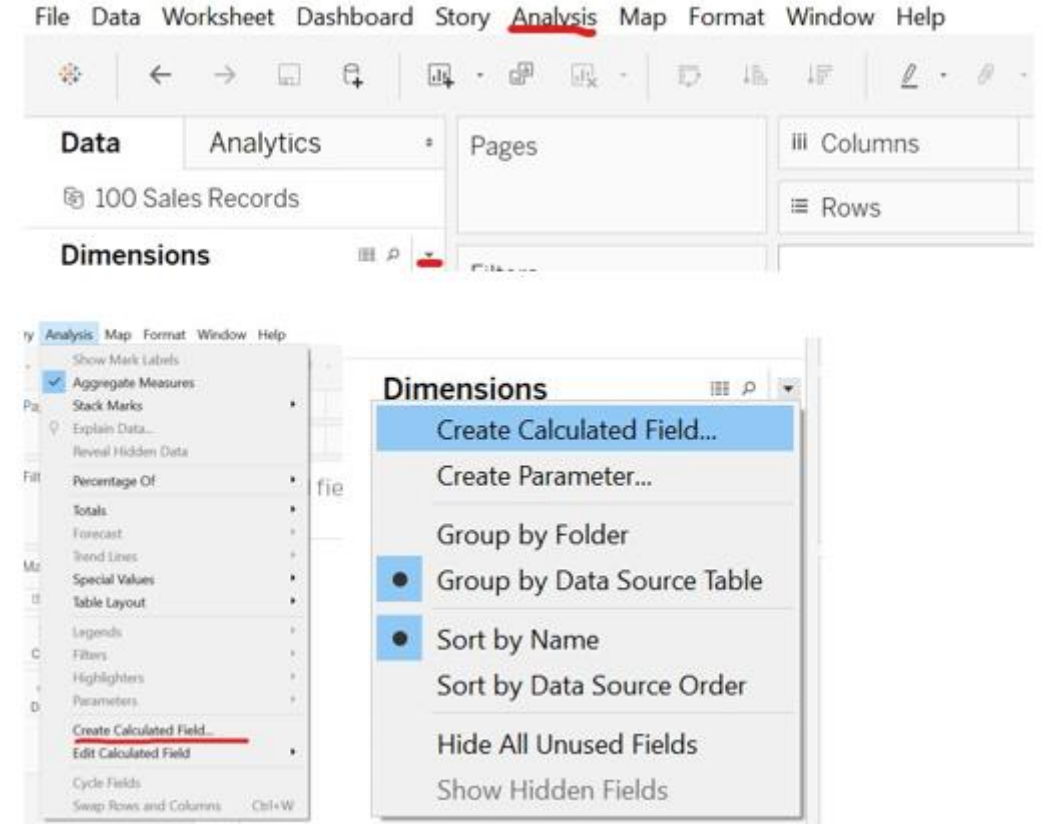 File Data Worksheet Dashboard Story Analysis Map Format Window Help
Data Analytics
Pages
Columns
100 Sales Records
Rows
Dimensions
Analysis Map Format Window Help
Show Mark Labels
Aggregate Measures
Stack Marks
Explain Data...
Reveal Hidden Data
Percentage Of
Totals
Forecast
Trend Lines
Special Values
Table Layout
Legends
Filters
Highlighters
Parameters
Create Calculated Field...
Edit Calculated Field
Cycle Fields
Swap Rows and Columns Ctrl+W
Dimensions
Create Calculated Field...
Create Parameter...
Group by Folder
Group by Data Source Table
Sort by Name
Sort by Data Source Order
Hide All Unused Fields
Show Hidden Fields